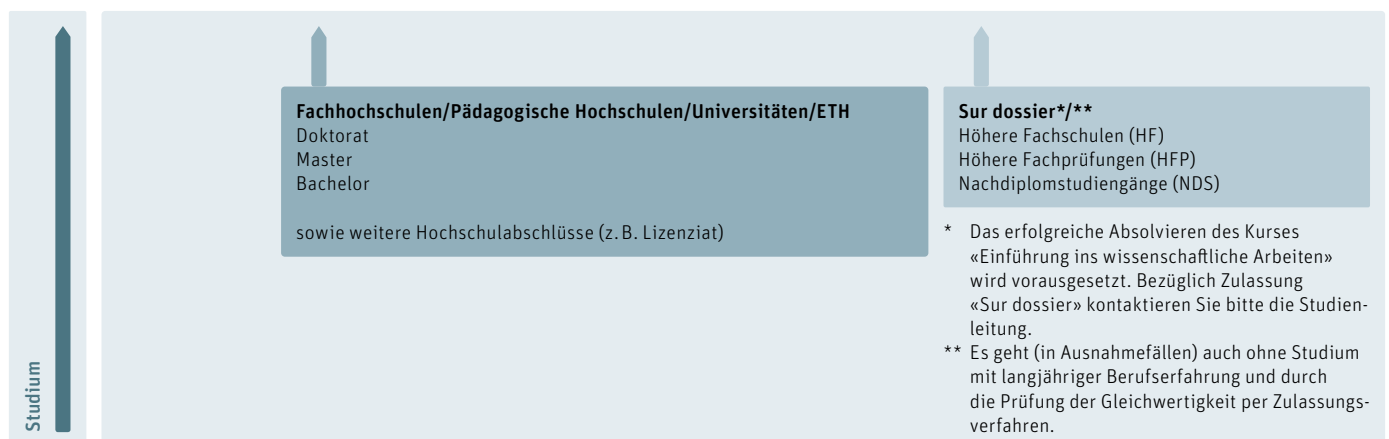 Studium
Fachhochschulen/Pädagogische Hochschulen/Universitäten/ETH
Doktorat
Master
Bachelor
sowie weitere Hochschulabschlüsse (z. B. Lizenziat)
Sur dossier*/**
Höhere Fachschulen (HF)
Höhere Fachprüfungen (HFP)
Nachdiplomstudiengänge (NDS)
* Das erfolgreiche Absolvieren des Kurses
«Einführung ins wissenschaftliche Arbeiten»
wird vorausgesetzt. Bezüglich Zulassung
«Sur dossier» kontaktieren Sie bitte die Studien-
leitung.
** Es geht (in Ausnahmefällen) auch ohne Studium
mit langjähriger Berufserfahrung und durch
die Prüfung der Gleichwertigkeit per Zulassungs-
verfahren.